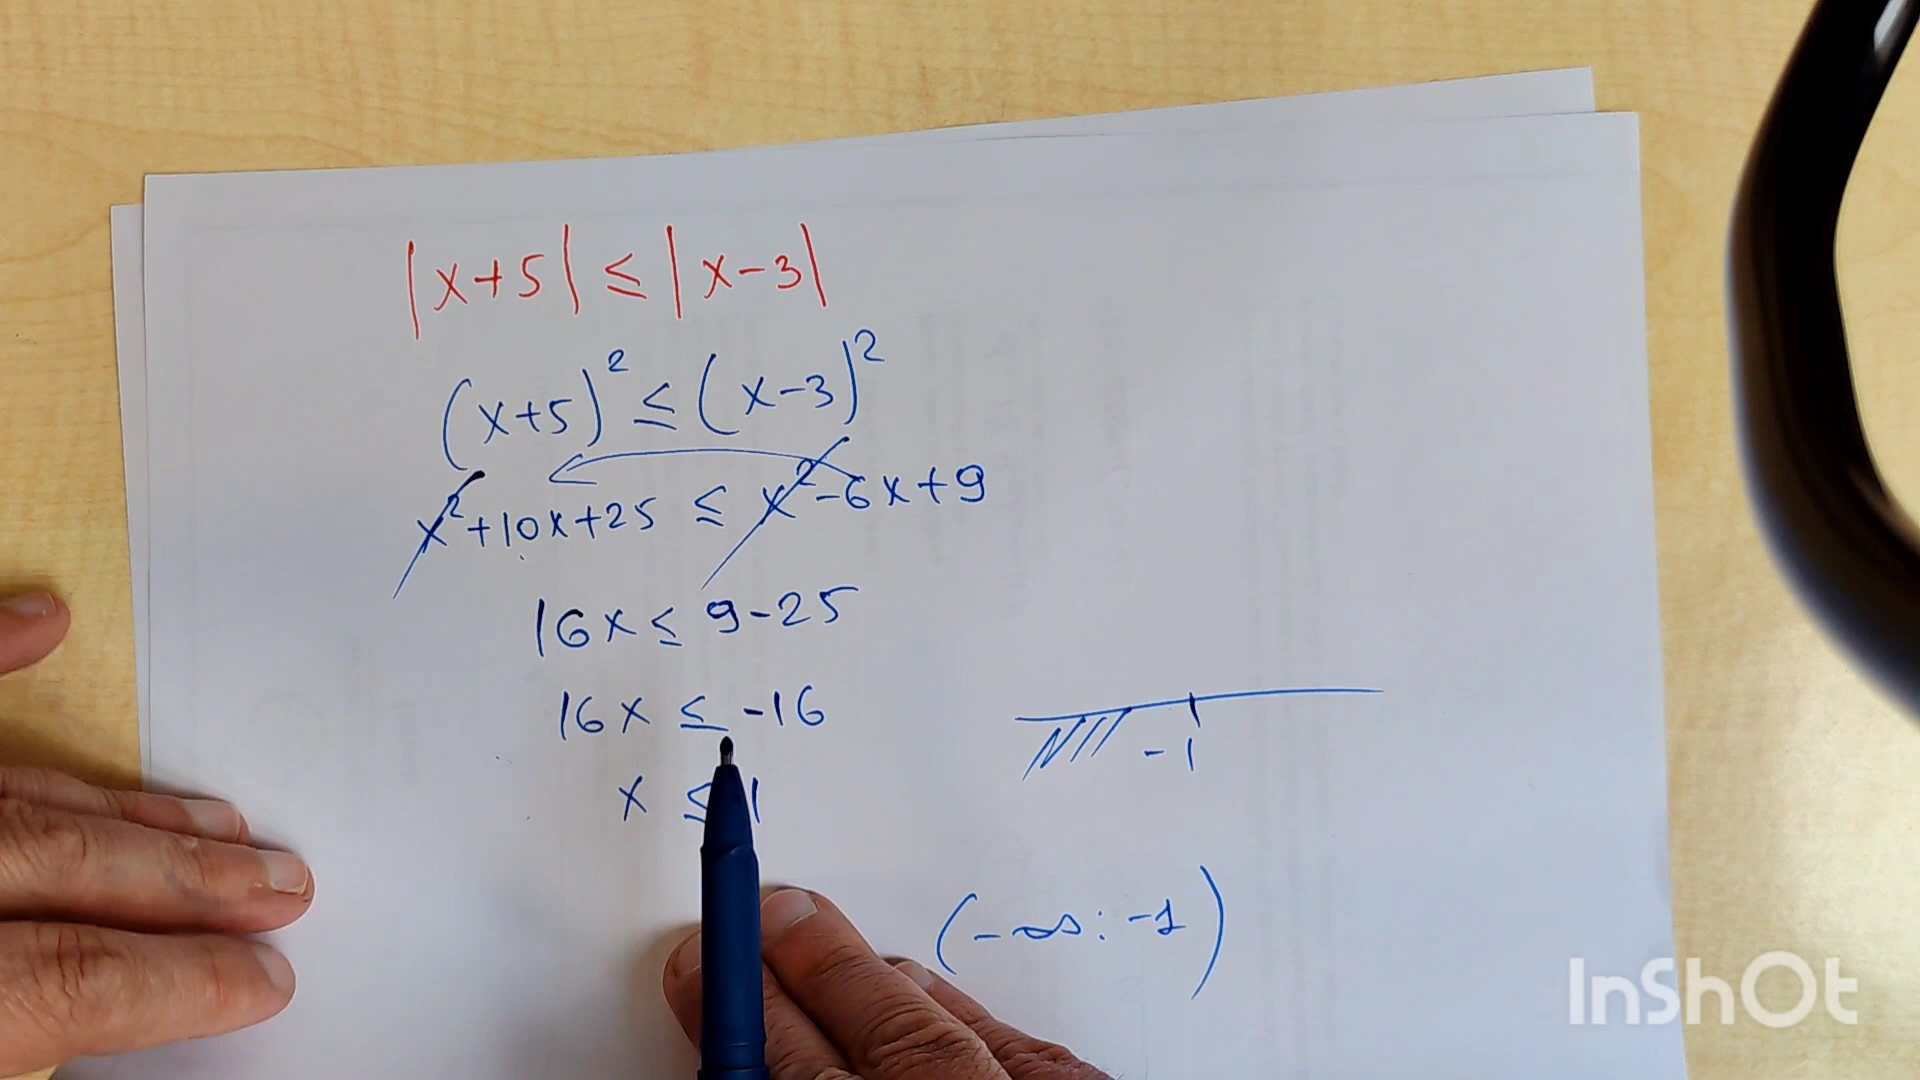 |x+5| ≤ |x-3|
(x+5)² ≤ (x-3)²
x²+10x+25 ≤ x²-6x+9
16x ≤ 9-25
16x ≤ -16
x ≤ 1
-1
(-∞: -1)
InShOt